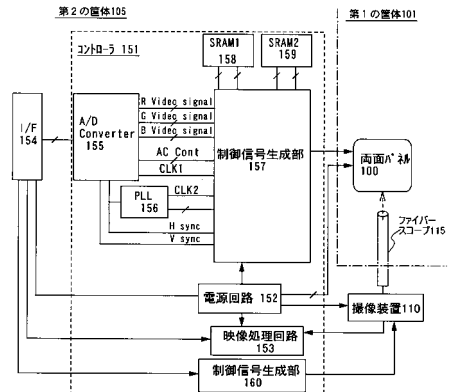 第2の筐体105
第1の筐体101
コントローラ 151
SRAM1
158
SRAM2
159
I/F
154
A/D
Converter
155
R Video signal
G Video signal
B Video signal
AC Cont
CLK1
PLL
156
CLK2
H sync
V sync
制御信号生成部
157
両面パネル
100
ファイバー
スコープ115
電源回路 152
撮像装置110
映像処理回路
153
制御信号生成部
160